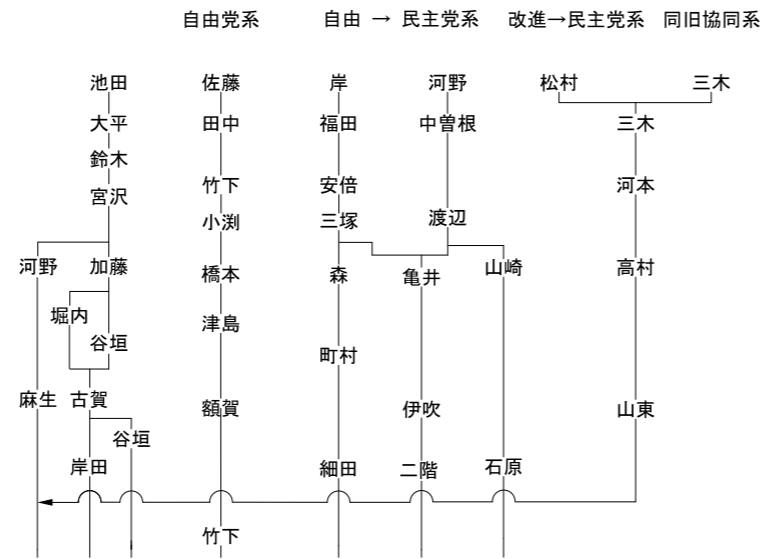 自由党系 自由 → 民主党系 改進→民主党系 同旧協同系
池田 佐藤 岸 河野 松村 三木
大平 田中 福田 中曽根 三木
鈴木
宮沢 竹下 安倍 河本
小渕 三塚 渡辺
河野 加藤 橋本 森 亀井 山崎 高村
堀内 津島
谷垣 町村
麻生 古賀 額賀 伊吹 山東
谷垣
岸田 細田 二階 石原
竹下